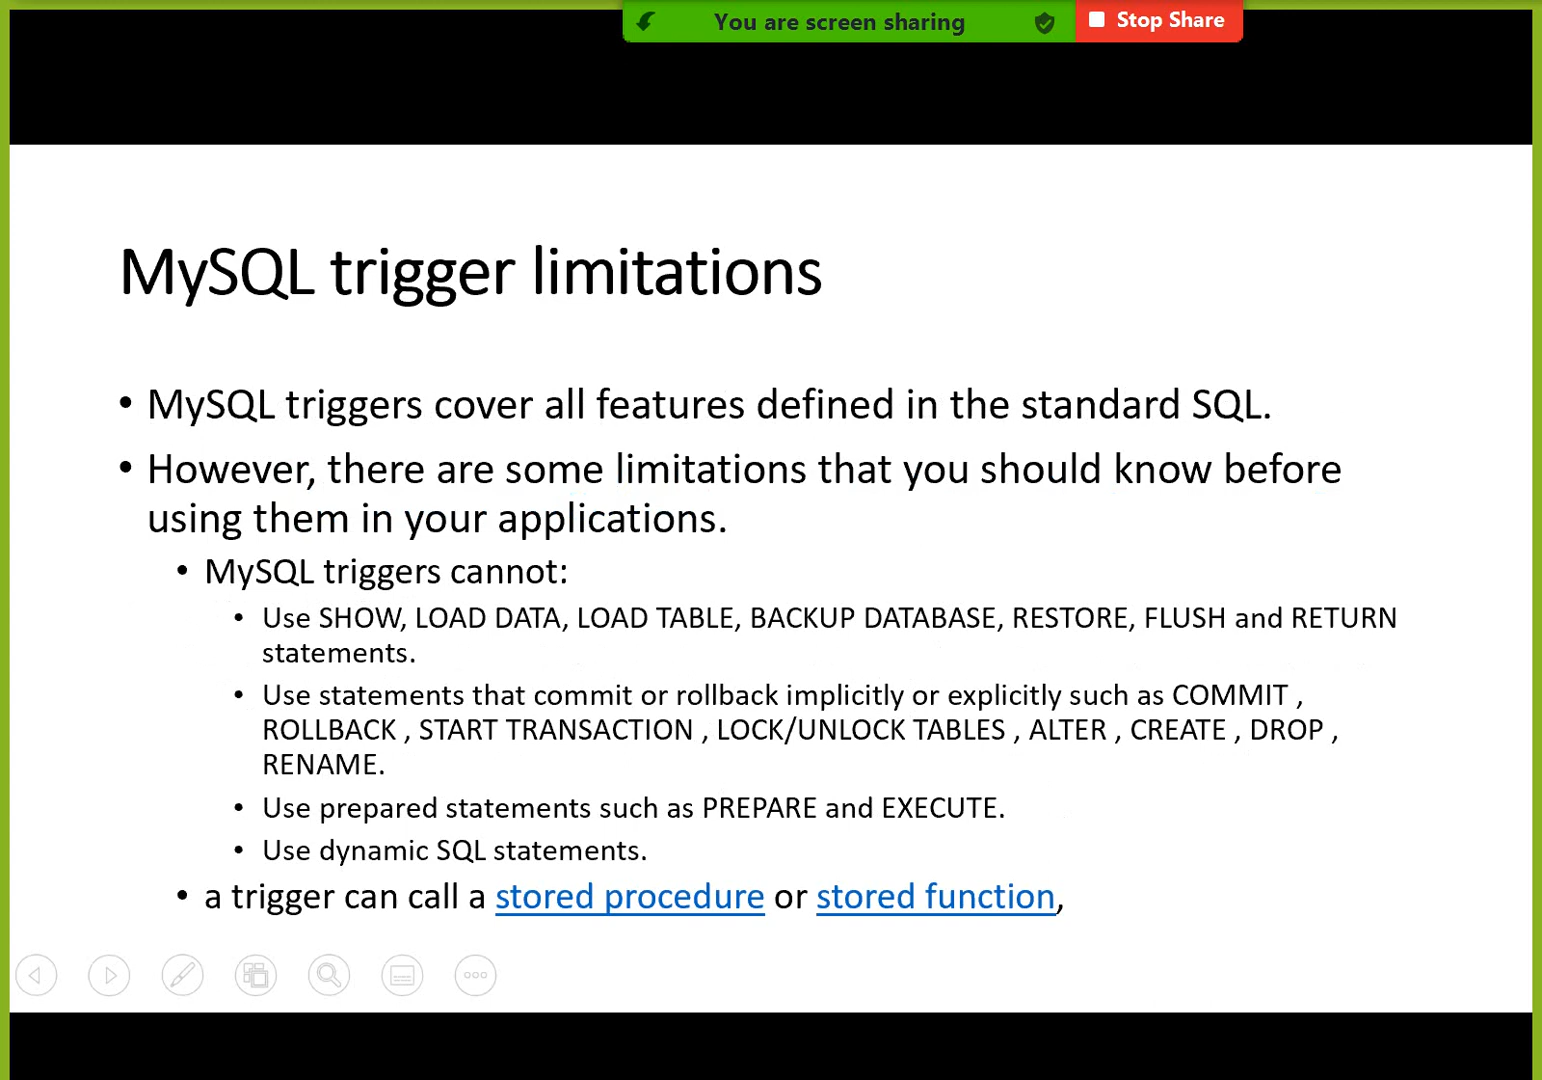 You are screen sharing
Stop Share
MySQL trigger limitations
• MySQL triggers cover all features defined in the standard SQL.
• However, there are some limitations that you should know before
using them in your applications.
• MySQL triggers cannot:
• Use SHOW, LOAD DATA, LOAD TABLE, BACKUP DATABASE, RESTORE, FLUSH and RETURN
statements.
• Use statements that commit or rollback implicitly or explicitly such as COMMIT ,
ROLLBACK , START TRANSACTION , LOCK/UNLOCK TABLES , ALTER , CREATE , DROP ,
RENAME.
• Use prepared statements such as PREPARE and EXECUTE.
• Use dynamic SQL statements.
• a trigger can call a stored procedure or stored function,